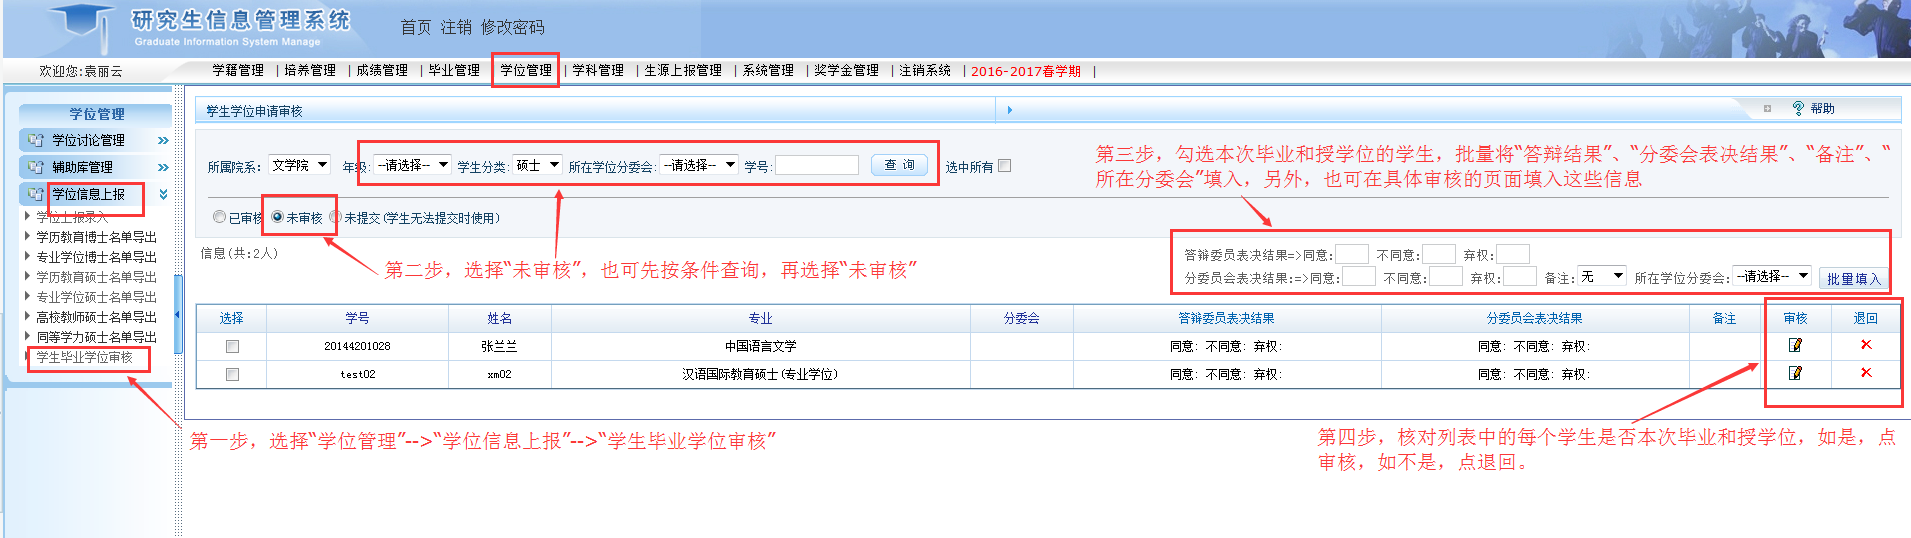 研究生信息管理系统
Graduate Information System Manage
首页 注销 修改密码
欢迎您:袁丽云
学籍管理 | 培养管理 | 成绩管理 | 毕业管理 | 学位管理 | 学科管理 | 生源上报管理 | 系统管理 | 奖学金管理 | 注销系统 | 2016-2017春学期 |
学位管理
学位讨论管理
辅助库管理
学位信息上报
学位上报录入
学历教育博士名单导出
专业学位博士名单导出
学历教育硕士名单导出
专业学位硕士名单导出
高校教师硕士名单导出
同等学力硕士名单导出
学生毕业学位审核
学生学位申请审核
帮助
所属院系: 文学院 年级: --请选择-- 学生分类: 硕士 所在学位分委会: --请选择-- 学号: 查 询 选中所有
已审核 未审核 未提交(学生无法提交时使用)
第三步，勾选本次毕业和授学位的学生，批量将“答辩结果”、“分委会表决结果”、“备注”、“
所在分委会”填入，另外，也可在具体审核的页面填入这些信息
信息(共:2人)
第二步，选择“未审核”，也可先按条件查询，再选择“未审核”
答辩委员表决结果=>同意: 不同意: 弃权:
分委员会表决结果:=>同意: 不同意: 弃权: 备注: 无 所在学位分委会: --请选择-- 批量填入
选择 学号 姓名 专业 分委会 答辩委员表决结果 分委员会表决结果 备注 审核 退回
20144201028 张兰兰 中国语言文学 同意: 不同意: 弃权: 同意: 不同意: 弃权:
test02 xm02 汉语国际教育硕士(专业学位) 同意: 不同意: 弃权: 同意: 不同意: 弃权:
第一步，选择“学位管理”-->“学位信息上报”-->“学生毕业学位审核”
第四步，核对列表中的每个学生是否本次毕业和授学位，如是，点
审核，如不是，点退回。